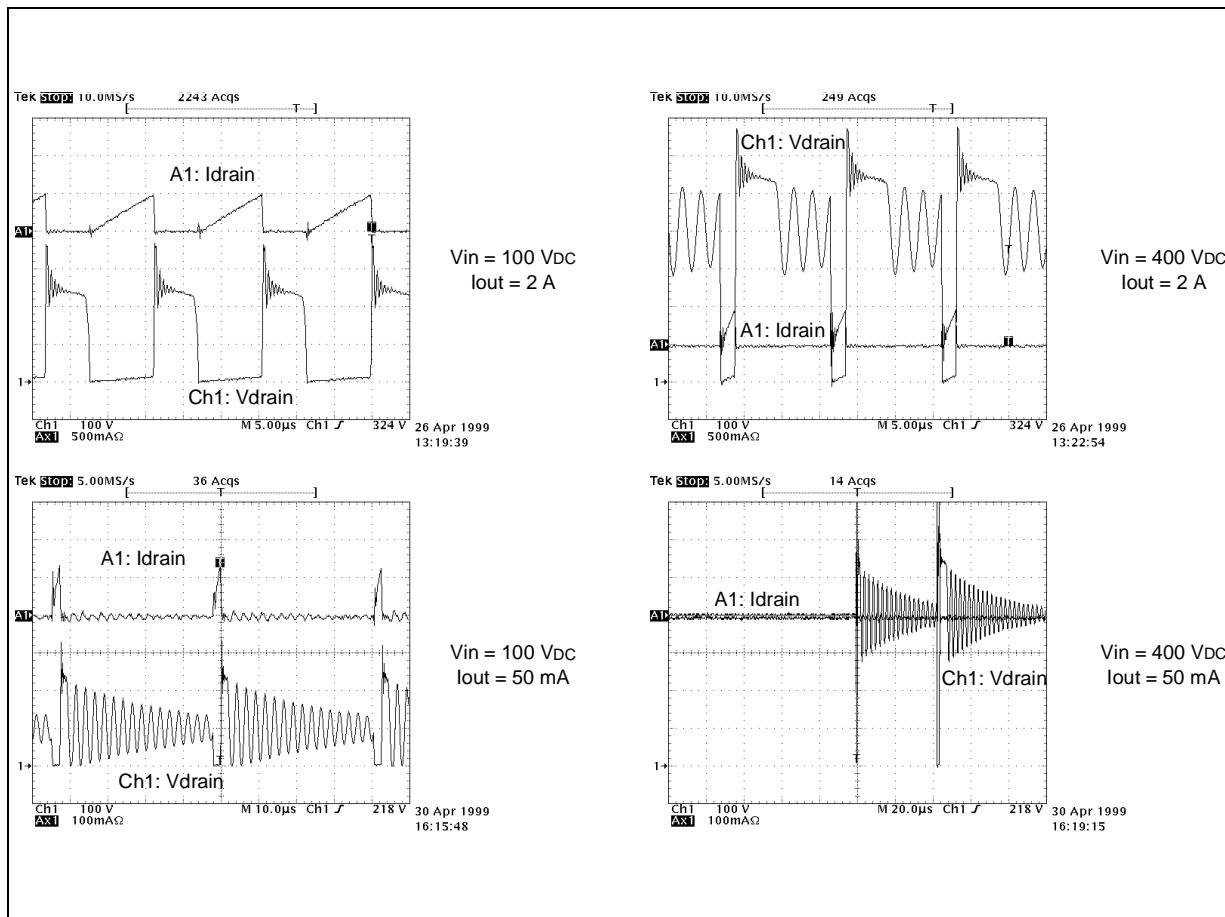 Tek Stop: 10.0MS/s 2243 Acqs
T
A1: Idrain
A1
T
Ch1: Vdrain
1
Ch1 100 V M 5.00µs Ch1 324 V
Ax1 500mAΩ
26 Apr 1999
13:19:39
Vin = 100 VDC
Iout = 2 A
Tek Stop: 10.0MS/s 249 Acqs
T
Ch1: Vdrain
T
A1: Idrain
A1
T
1
Ch1 100 V M 5.00µs Ch1 324 V
Ax1 500mAΩ
26 Apr 1999
13:22:54
Vin = 400 VDC
Iout = 2 A
Tek Stop: 5.00MS/s 36 Acqs
T
A1: Idrain
A1
Ch1: Vdrain
1
Ch1 100 V M 10.0µs Ch1 218 V
Ax1 100mAΩ
30 Apr 1999
16:15:48
Vin = 100 VDC
Iout = 50 mA
Tek Stop: 5.00MS/s 14 Acqs
T
A1: Idrain
A1
Ch1: Vdrain
1
Ch1 100 V M 20.0µs Ch1 218 V
Ax1 100mAΩ
30 Apr 1999
16:19:15
Vin = 400 VDC
Iout = 50 mA